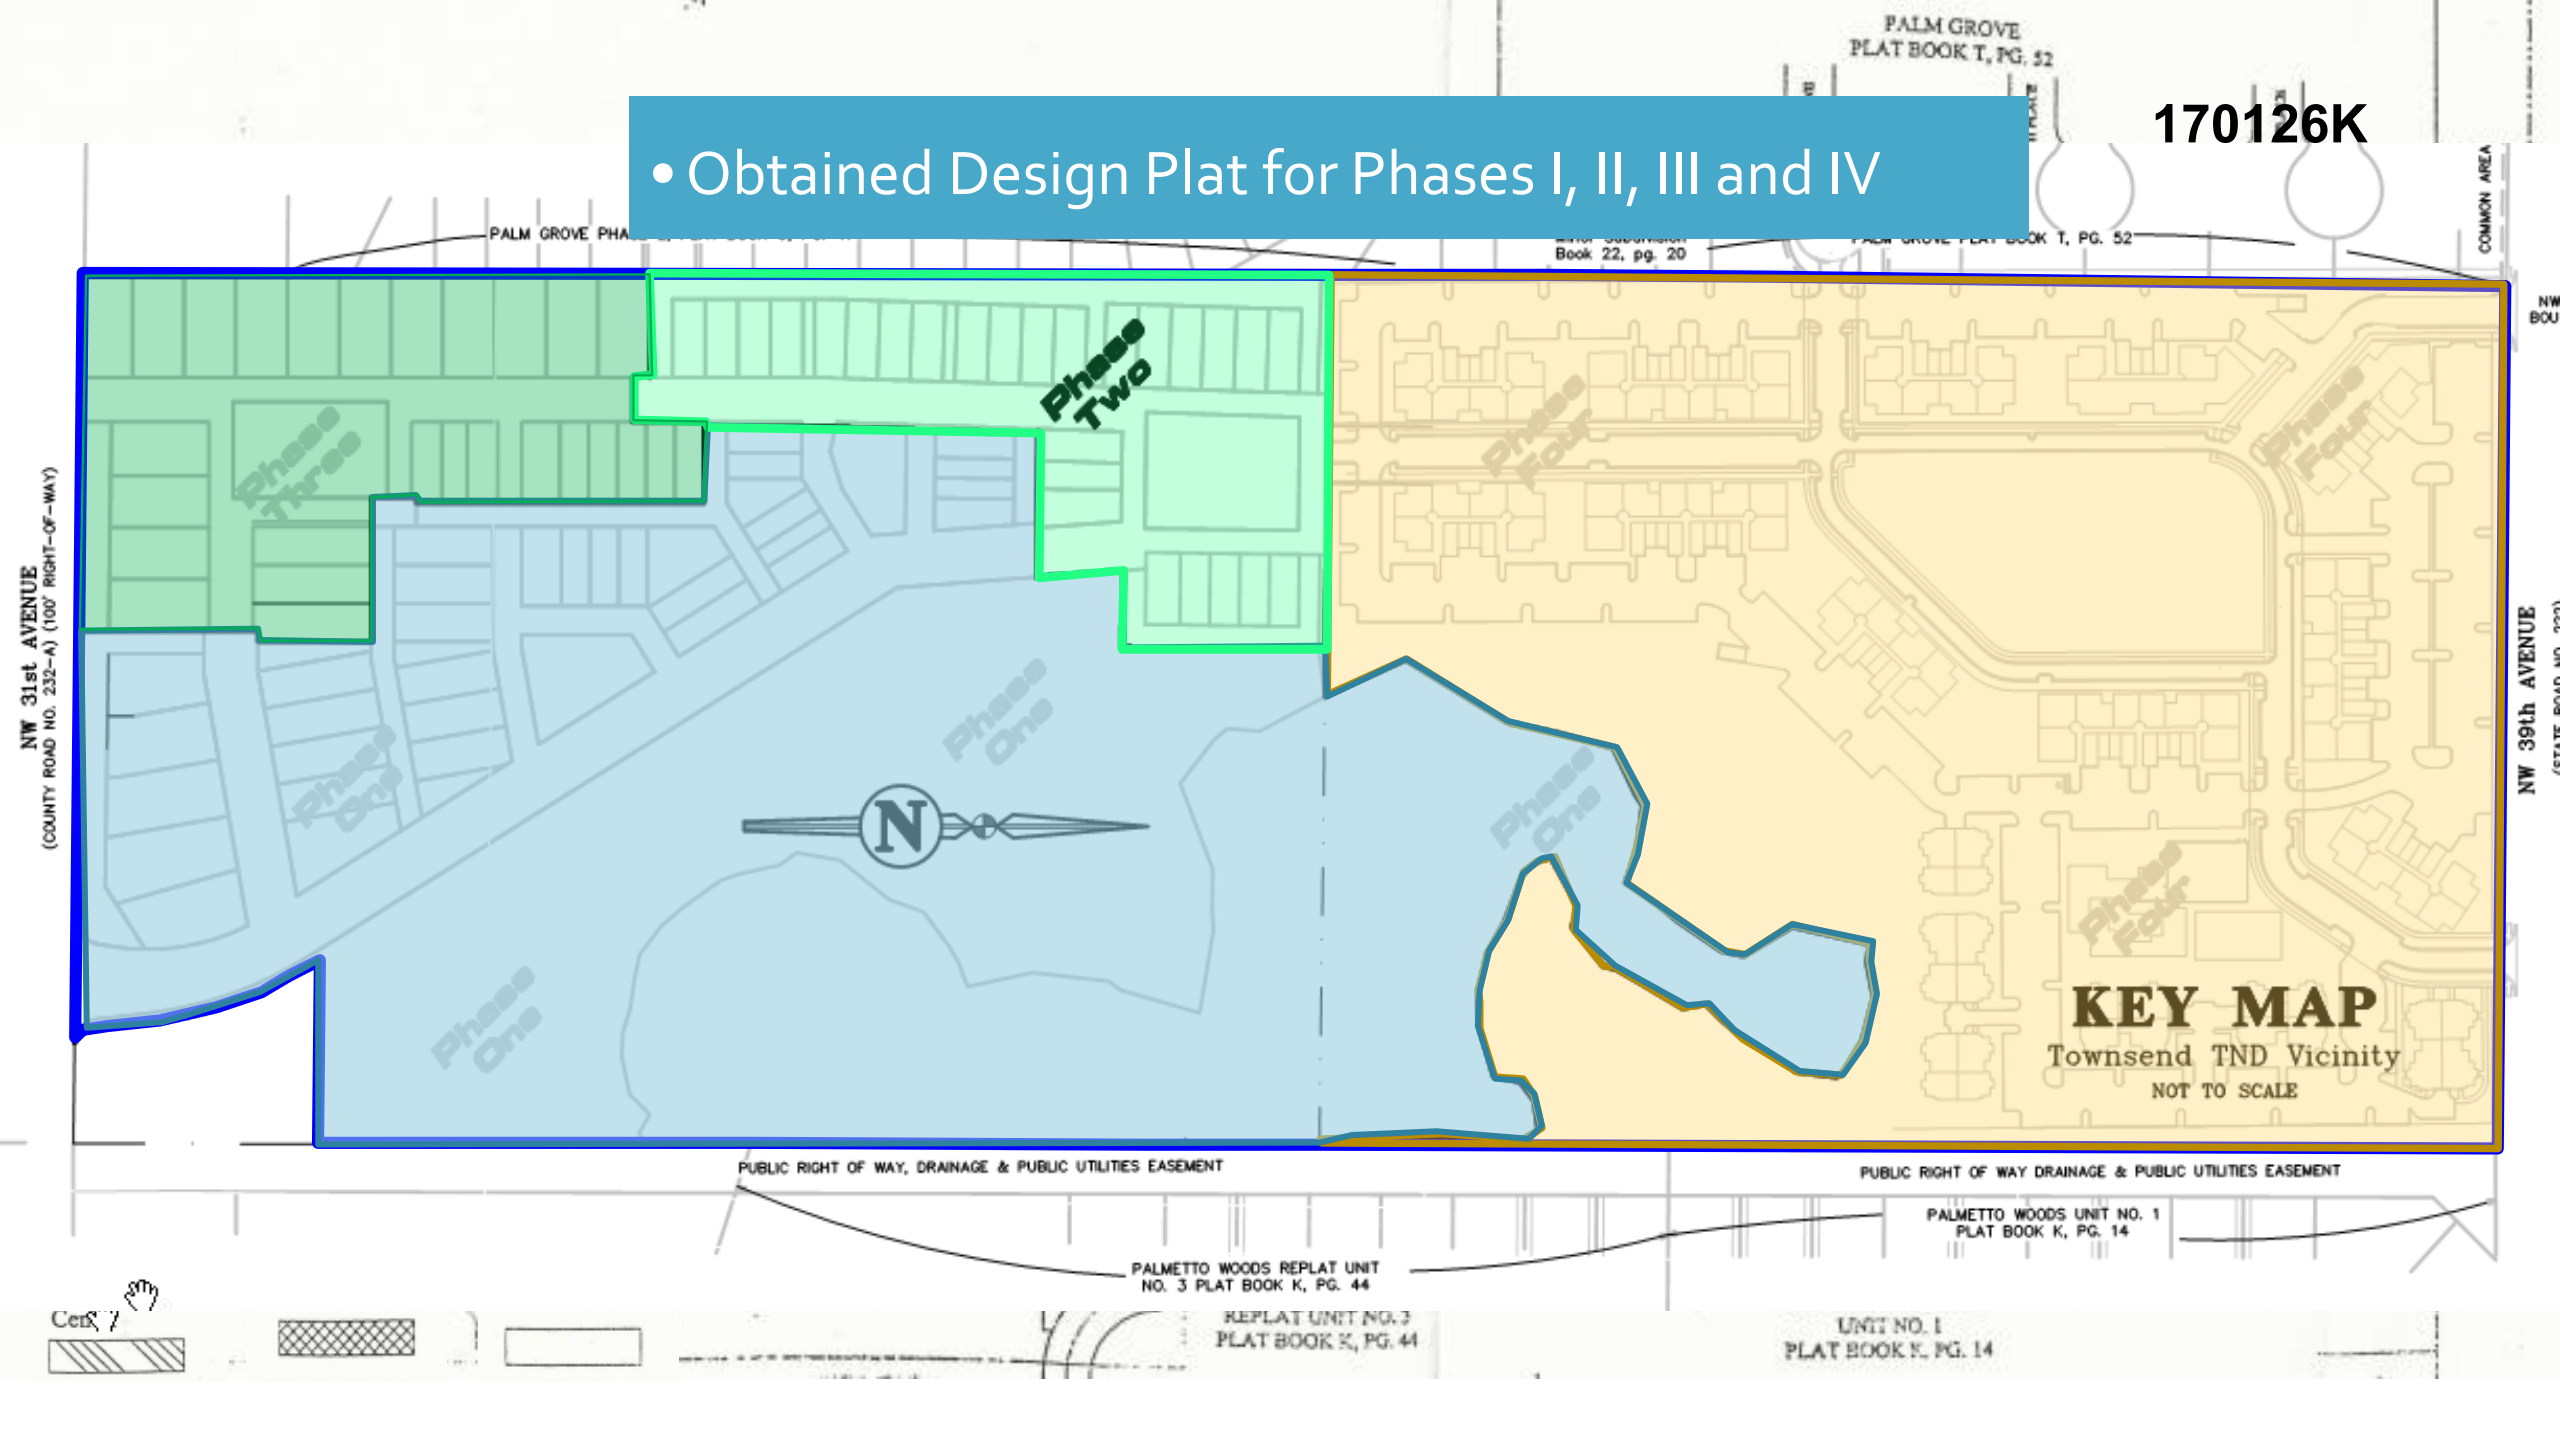 PALM GROVE
PLAT BOOK T, PG. 52
170126K
• Obtained Design Plat for Phases I, II, III and IV
COMMON AREA
PALM GROVE PHA
PALM GROVE PLAT BOOK T, PG. 52
Book 22, pg. 20
NW
BOU
Phase
Two
Phase
Four
Phase
Four
Phase
Three
NW 31st AVENUE
(COUNTY ROAD NO. 232-A) (100' RIGHT-OF-WAY)
NW 39th AVENUE
Phase
One
Phase
One
Phase
One
N
Phase
Four
Phase
One
KEY MAP
Townsend TND Vicinity
NOT TO SCALE
PUBLIC RIGHT OF WAY, DRAINAGE & PUBLIC UTILITIES EASEMENT
PUBLIC RIGHT OF WAY DRAINAGE & PUBLIC UTILITIES EASEMENT
PALMETTO WOODS UNIT NO. 1
PLAT BOOK K, PG. 14
PALMETTO WOODS REPLAT UNIT
NO. 3 PLAT BOOK K, PG. 44
REPLAT UNIT NO. 3
PLAT BOOK K, PG. 44
UNIT NO. 1
PLAT BOOK K, PG. 14